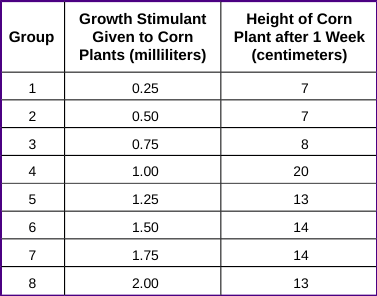 Group
Growth Stimulant
Given to Corn
Plants (milliliters)
Height of Corn
Plant after 1 Week
(centimeters)
1 0.25 7
2 0.50 7
3 0.75 8
4 1.00 20
5 1.25 13
6 1.50 14
7 1.75 14
8 2.00 13